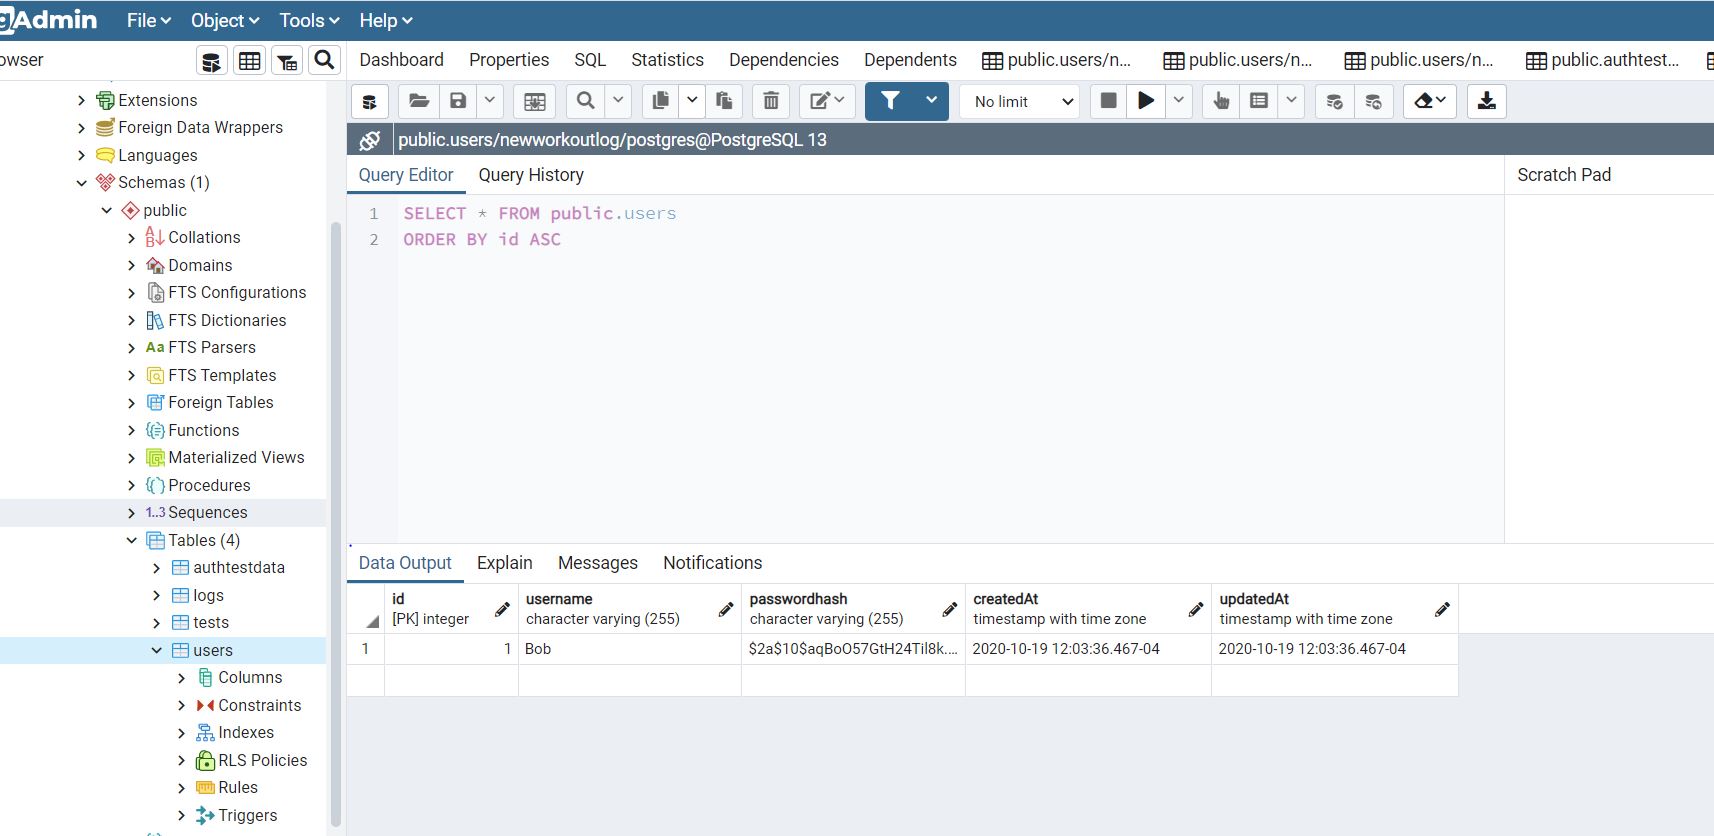 gAdmin File Object Tools Help
owser
Dashboard Properties SQL Statistics Dependencies Dependents public.users/n... public.users/n... public.users/n... public.authtest...
No limit
public.users/newworkoutlog/postgres@PostgreSQL 13
Query Editor Query History
Scratch Pad
1 SELECT * FROM public.users
2 ORDER BY id ASC
Extensions
Foreign Data Wrappers
Languages
Schemas (1)
public
Collations
Domains
FTS Configurations
FTS Dictionaries
Aa FTS Parsers
FTS Templates
Foreign Tables
Functions
Materialized Views
Procedures
1..3 Sequences
Tables (4)
authtestdata
logs
tests
users
Columns
Constraints
Indexes
RLS Policies
Rules
Triggers
Data Output Explain Messages Notifications
id username passwordhash createdAt updatedAt
[PK] integer character varying (255) character varying (255) timestamp with time zone timestamp with time zone
1 1 Bob $2a$10$aqBoO57GtH24Til8k.... 2020-10-19 12:03:36.467-04 2020-10-19 12:03:36.467-04